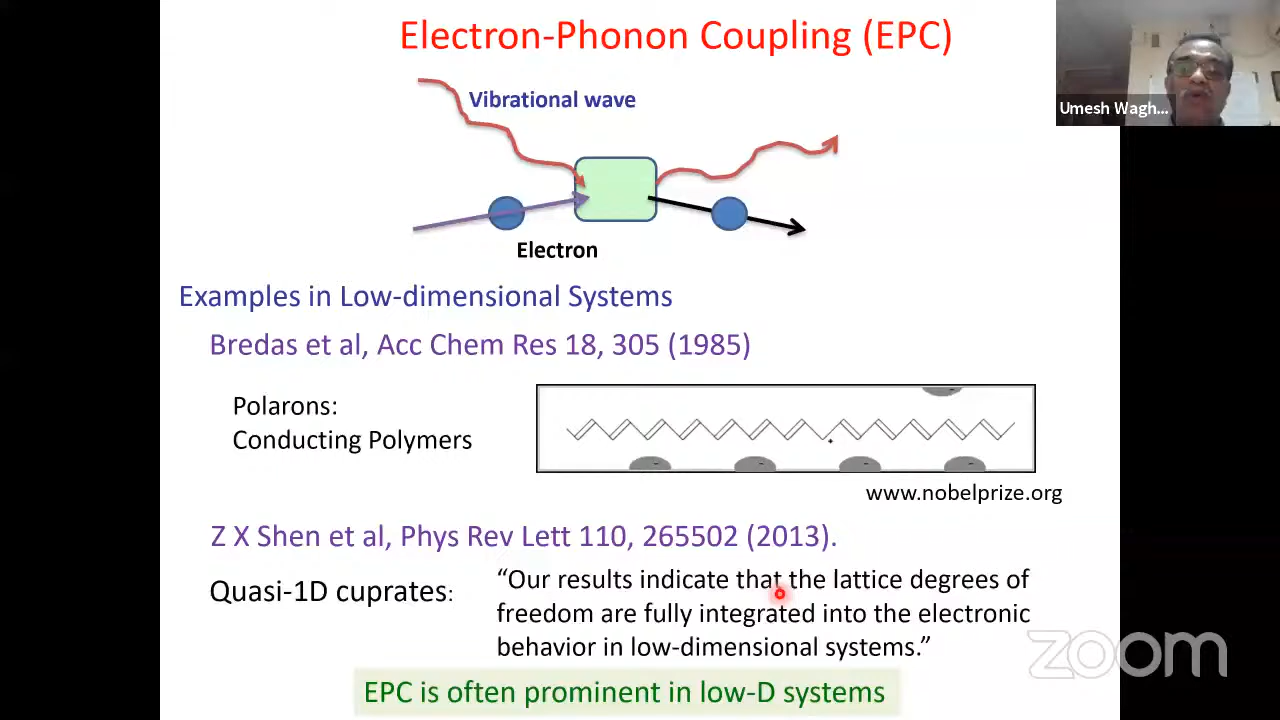 Electron-Phonon Coupling (EPC)
Vibrational wave
Umesh Wagh...
Electron
Examples in Low-dimensional Systems
Bredas et al, Acc Chem Res 18, 305 (1985)
Polarons:
Conducting Polymers
www.nobelprize.org
Z X Shen et al, Phys Rev Lett 110, 265502 (2013).
Quasi-1D cuprates:
“Our results indicate that the lattice degrees of
freedom are fully integrated into the electronic
behavior in low-dimensional systems.”
zoom
EPC is often prominent in low-D systems